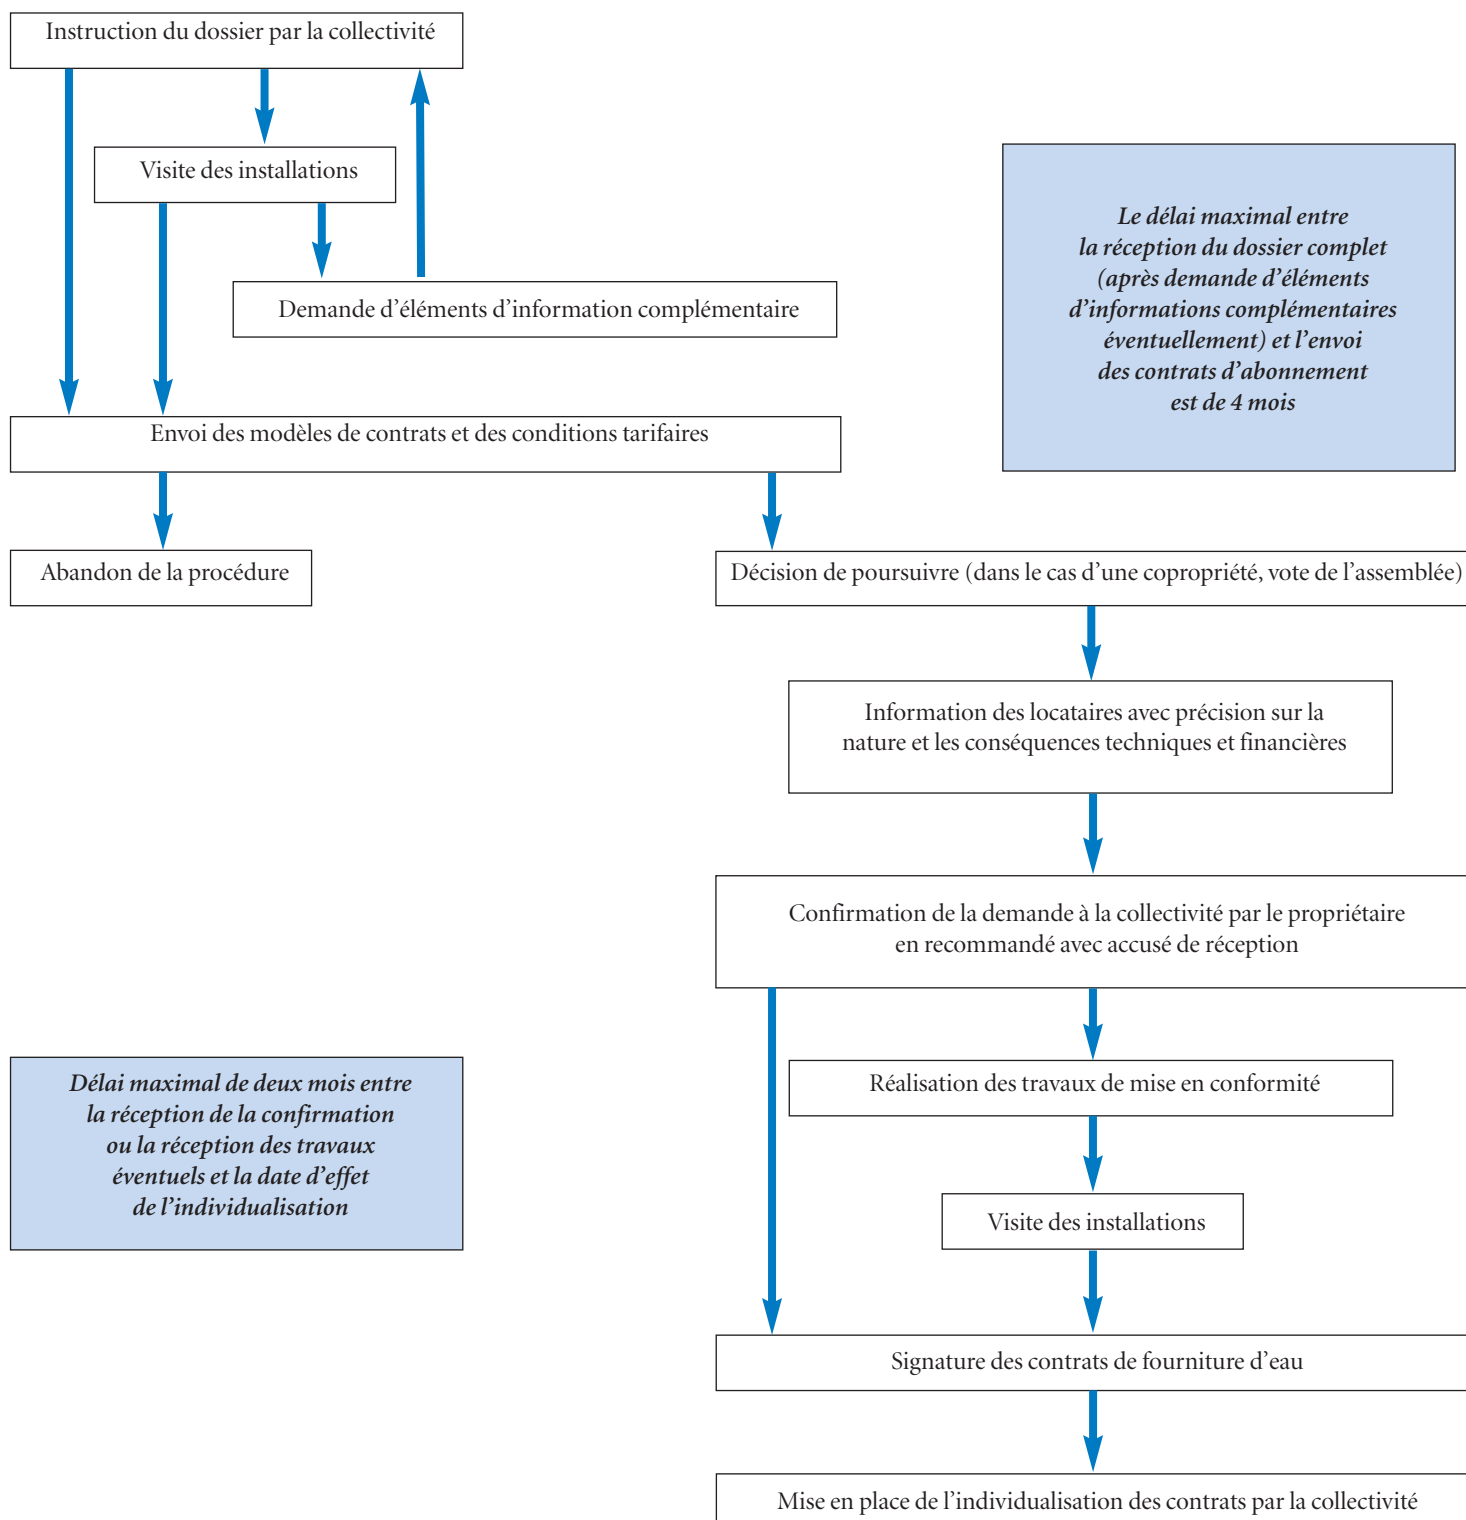 Instruction du dossier par la collectivité
Visite des installations
Demande d'éléments d'information complémentaire
Le délai maximal entre
la réception du dossier complet
(après demande d'éléments
d'informations complémentaires
éventuellement) et l'envoi
des contrats d'abonnement
est de 4 mois
Envoi des modèles de contrats et des conditions tarifaires
Abandon de la procédure
Décision de poursuivre (dans le cas d'une copropriété, vote de l'assemblée)
Information des locataires avec précision sur la
nature et les conséquences techniques et financières
Confirmation de la demande à la collectivité par le propriétaire
en recommandé avec accusé de réception
Délai maximal de deux mois entre
la réception de la confirmation
ou la réception des travaux
éventuels et la date d'effet
de l'individualisation
Réalisation des travaux de mise en conformité
Visite des installations
Signature des contrats de fourniture d'eau
Mise en place de l'individualisation des contrats par la collectivité